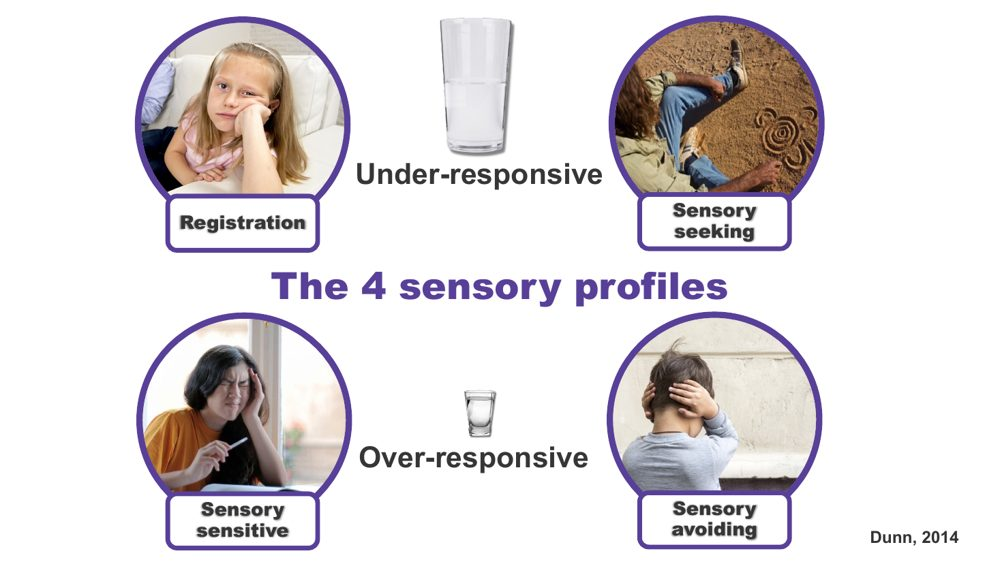 Under-responsive
Registration
Sensory
seeking
The 4 sensory profiles
Over-responsive
Sensory
sensitive
Sensory
avoiding
Dunn, 2014